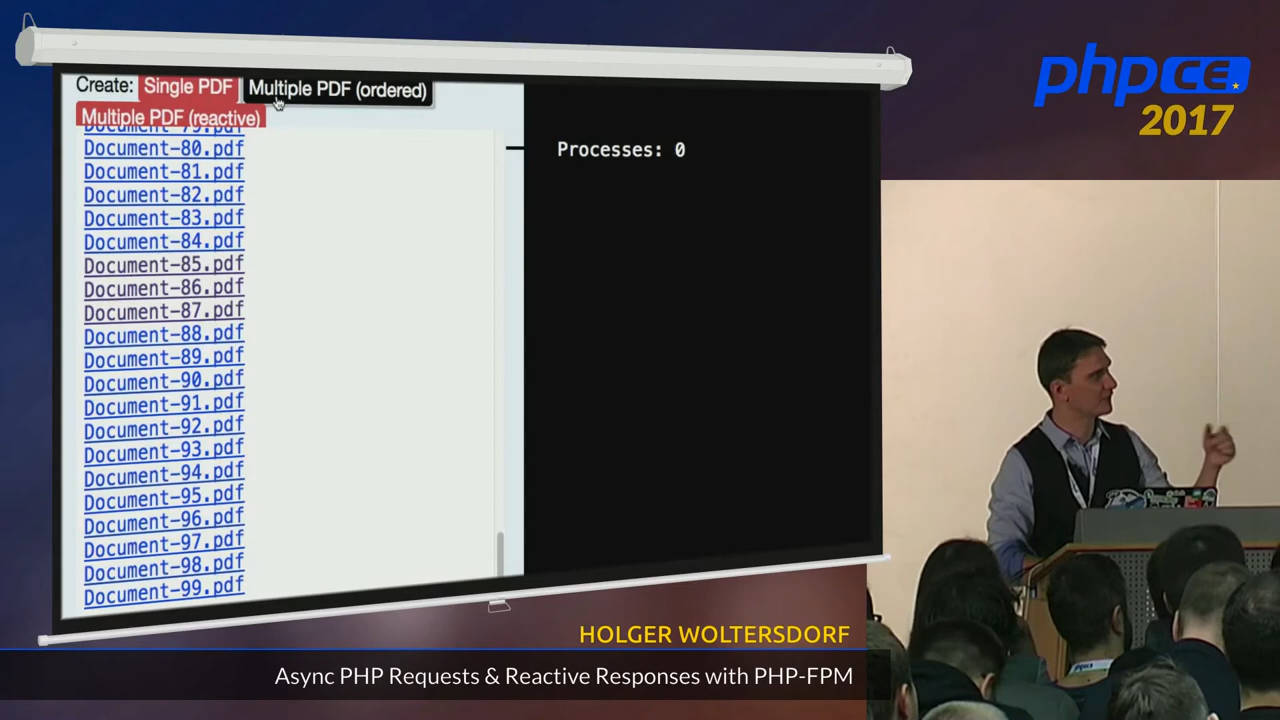 Create: Single PDF Multiple PDF (ordered)
Multiple PDF (reactive)
Document-79.pdf
Document-80.pdf
Document-81.pdf
Document-82.pdf
Document-83.pdf
Document-84.pdf
Document-85.pdf
Document-86.pdf
Document-87.pdf
Document-88.pdf
Document-89.pdf
Document-90.pdf
Document-91.pdf
Document-92.pdf
Document-93.pdf
Document-94.pdf
Document-95.pdf
Document-96.pdf
Document-97.pdf
Document-98.pdf
Document-99.pdf
Processes: 0
phpCE
2017
HOLGER WOLTERSDORF
Async PHP Requests & Reactive Responses with PHP-FPM